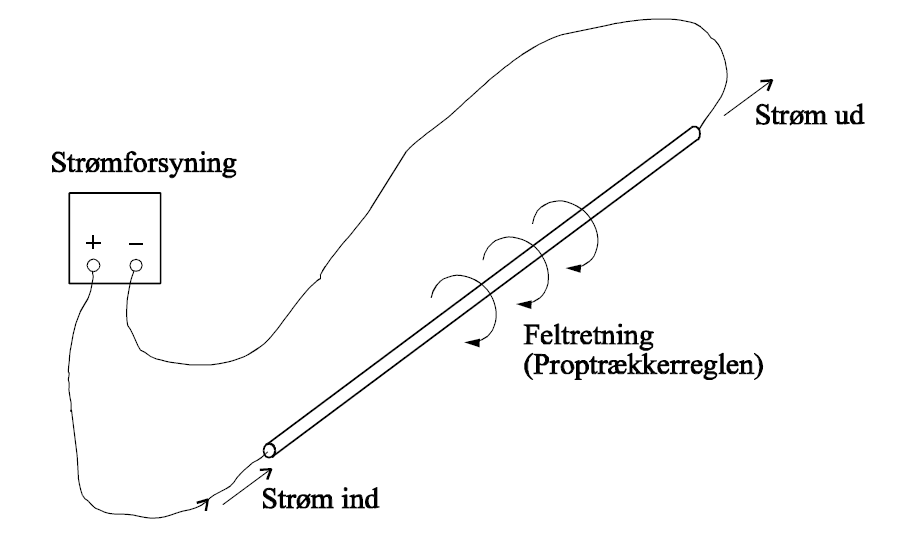 Strøm ud
Strømforsyning
+ −
Feltretning
(Proptrækkerreglen)
Strøm ind